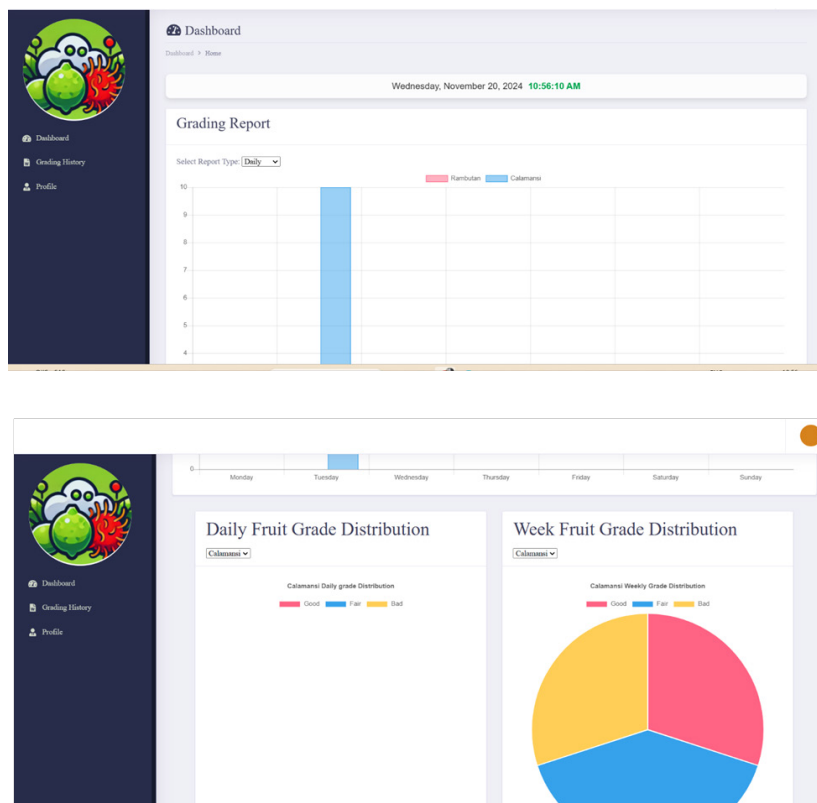 Dashboard
Dashboard > Home
Wednesday, November 20, 2024 10:56:10 AM
Grading Report
Dashboard
Grading History
Profile
Select Report Type: Daily
Rambutan Calamansi
10
9
8
7
6
5
4
0
Monday Tuesday Wednesday Thursday Friday Saturday Sunday
Daily Fruit Grade Distribution
Calamansi
Calamansi Daily grade Distribution
Good Fair Bad
Week Fruit Grade Distribution
Calamansi
Calamansi Weekly Grade Distribution
Good Fair Bad
Dashboard
Grading History
Profile